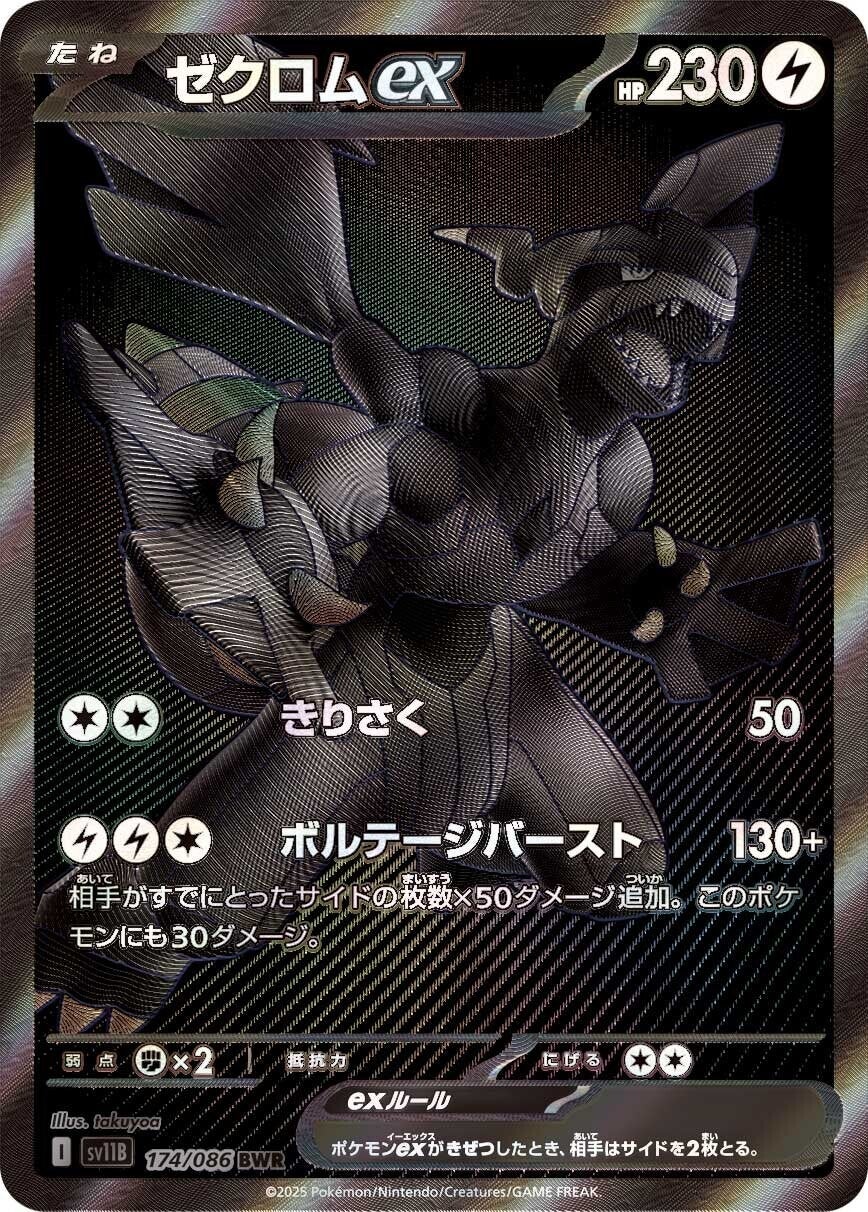 たね
ゼクロムex
HP230
きりさく 50
ボルテージバースト 130+
相手がすでにとったサイドの枚数×50ダメージ追加。このポケ
モンにも30ダメージ。
弱点 ×2 抵抗力 にげる
exルール
ポケモンexがきぜつしたとき、相手はサイドを2枚とる。
Illus. takuyoa
I sv11B 174/086 BWR
©2025 Pokémon/Nintendo/Creatures/GAME FREAK.